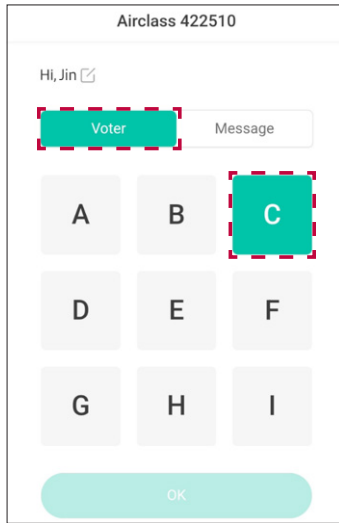 Airclass 422510
Hi, Jin
Voter Message
A B C
D E F
G H I
OK